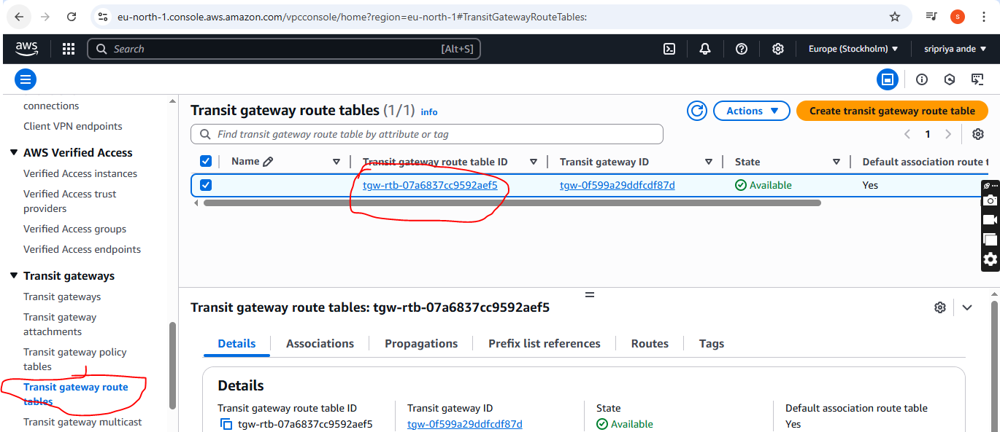 eu-north-1.console.aws.amazon.com/vpcconsole/home?region=eu-north-1#TransitGatewayRouteTables:
S
aws
Search
[Alt+S]
Europe (Stockholm)
sripriya ande
connections
Client VPN endpoints
AWS Verified Access
Verified Access instances
Verified Access trust
providers
Verified Access groups
Verified Access endpoints
Transit gateways
Transit gateways
Transit gateway
attachments
Transit gateway policy
tables
Transit gateway route
tables
Transit gateway multicast
Transit gateway route tables (1/1) info
Actions
Create transit gateway route table
Find transit gateway route table by attribute or tag
1
Name
Transit gateway route table ID
Transit gateway ID
State
Default association route t
tgw-rtb-07a6837cc9592aef5
tgw-0f599a29ddfcdf87d
Available
Yes
Transit gateway route tables: tgw-rtb-07a6837cc9592aef5
Details
Associations
Propagations
Prefix list references
Routes
Tags
Details
Transit gateway route table ID
tgw-rtb-07a6837cc9592aef5
Transit gateway ID
tgw-0f599a29ddfcdf87d
State
Available
Default association route table
Yes